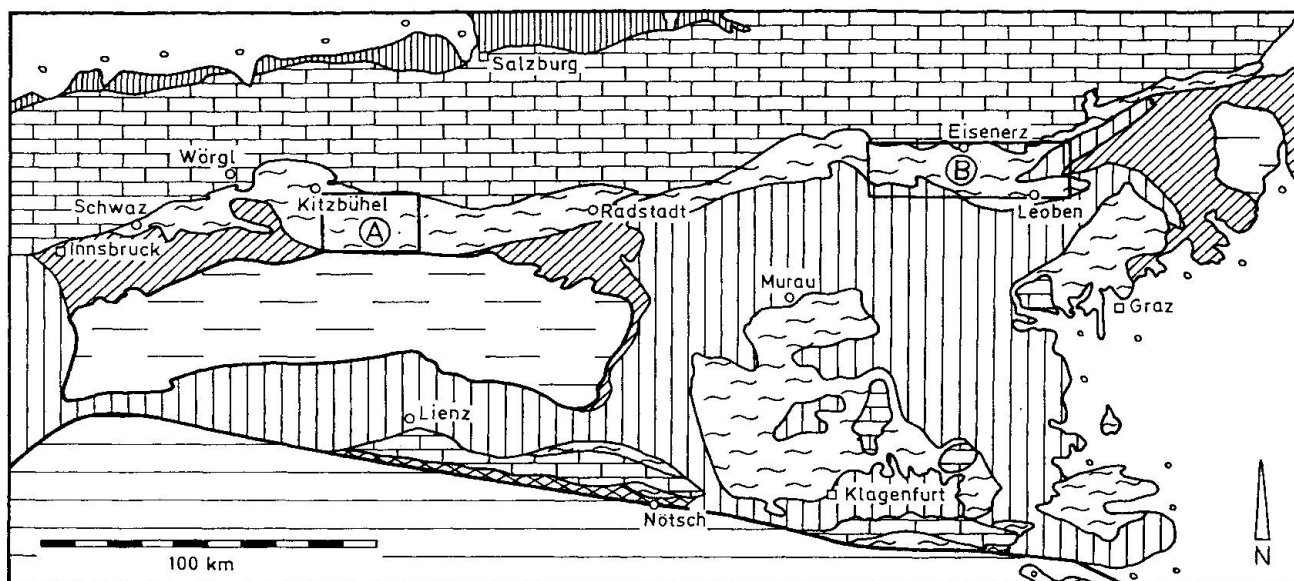 Salzburg
Wörgl
Eisenerz
B
Schwaz
Kitzbühel
A
Radstadt
Leoben
Innsbruck
Murau
Graz
Lienz
Klagenfurt
Nötsch
100 km
N